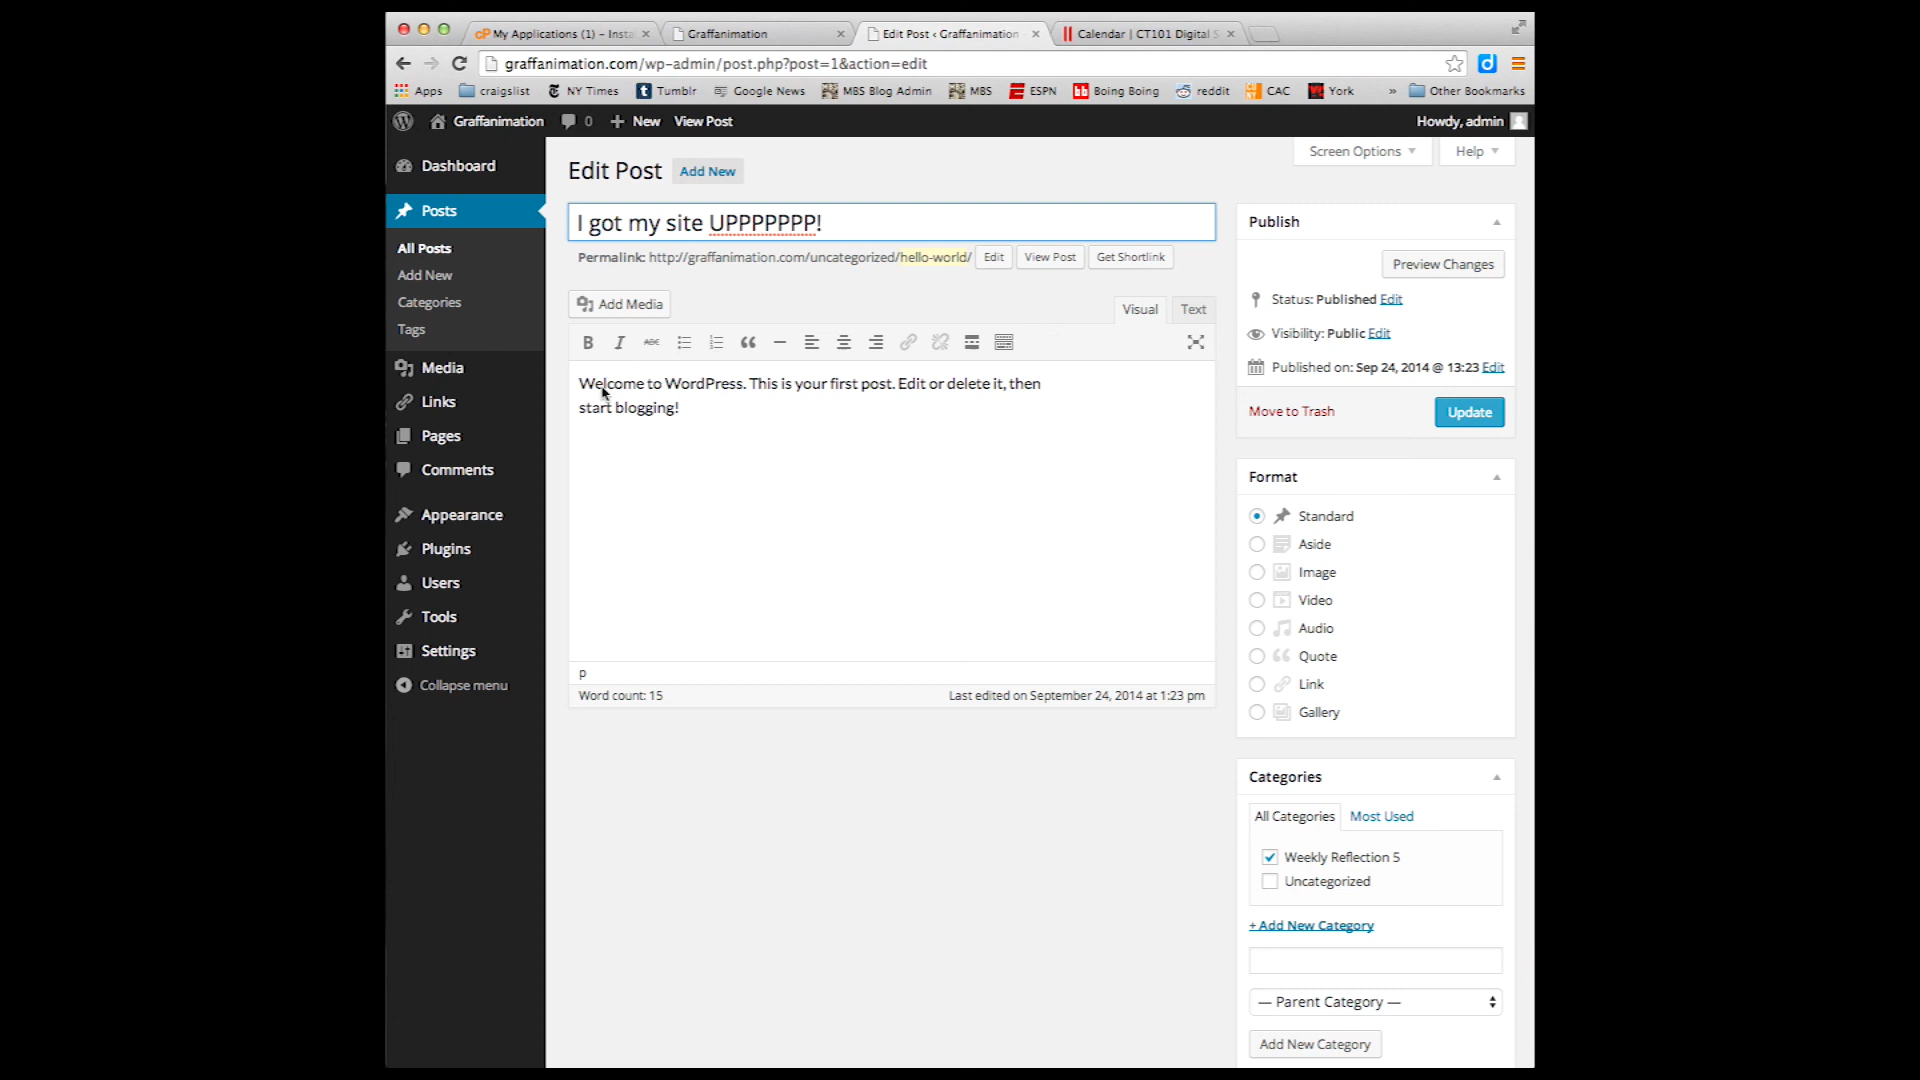 My Applications (1) – Insta
Graffanimation
Edit Post ‹ Graffanimation
Calendar | CT101 Digital S
graffanimation.com/wp-admin/post.php?post=1&action=edit
Apps
craigslist
NY Times
Tumblr
Google News
MBS Blog Admin
MBS
ESPN
Boing Boing
reddit
CAC
York
»
Other Bookmarks
Graffanimation
0
New
View Post
Howdy, admin
Dashboard
Posts
All Posts
Add New
Categories
Tags
Media
Links
Pages
Comments
Appearance
Plugins
Users
Tools
Settings
Collapse menu
Screen Options
Help
Edit Post
Add New
I got my site UPPPPPPP!
Permalink: http://graffanimation.com/uncategorized/hello-world/
Edit
View Post
Get Shortlink
Add Media
Visual
Text
B
I
ABC
Welcome to WordPress. This is your first post. Edit or delete it, then
start blogging!
p
Word count: 15
Last edited on September 24, 2014 at 1:23 pm
Publish
Preview Changes
Status: Published Edit
Visibility: Public Edit
Published on: Sep 24, 2014 @ 13:23 Edit
Move to Trash
Update
Format
Standard
Aside
Image
Video
Audio
Quote
Link
Gallery
Categories
All Categories
Most Used
Weekly Reflection 5
Uncategorized
+ Add New Category
— Parent Category —
Add New Category